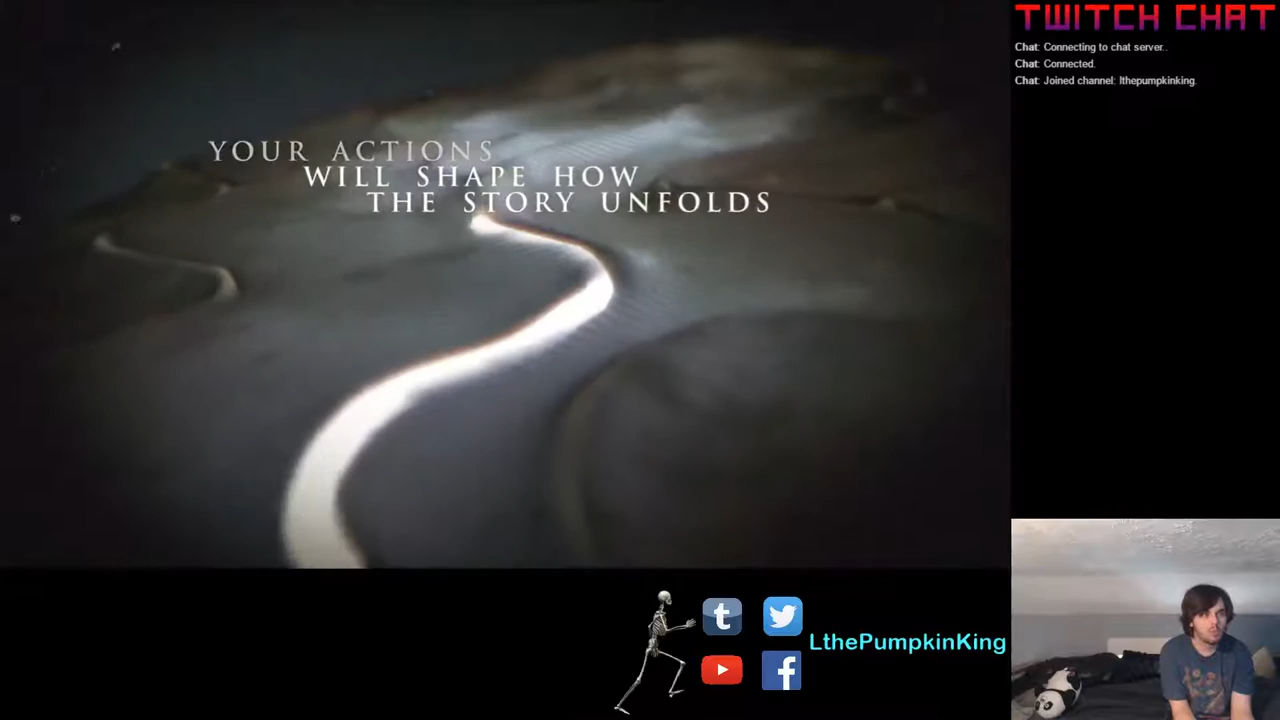 YOUR ACTIONS
WILL SHAPE HOW
THE STORY UNFOLDS
TWITCH CHAT
Chat: Connecting to chat server..
Chat: Connected.
Chat: Joined channel: lthepumpkinking.
t
f
LthePumpkinKing